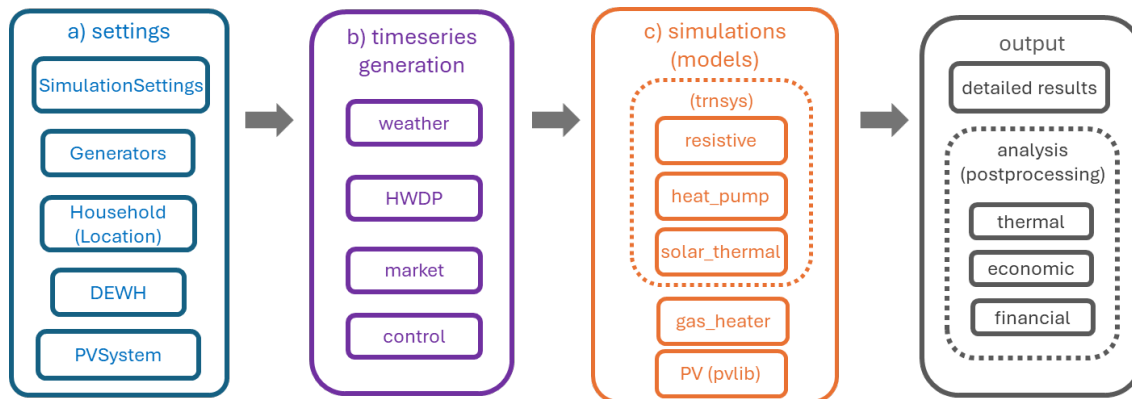 a) settings
SimulationSettings
Generators
Household
(Location)
DEWH
PVSystem
b) timeseries
generation
weather
HWDP
market
control
c) simulations
(models)
(trnsys)
resistive
heat_pump
solar_thermal
gas_heater
PV (pvlib)
output
detailed results
analysis
(postprocessing)
thermal
economic
financial